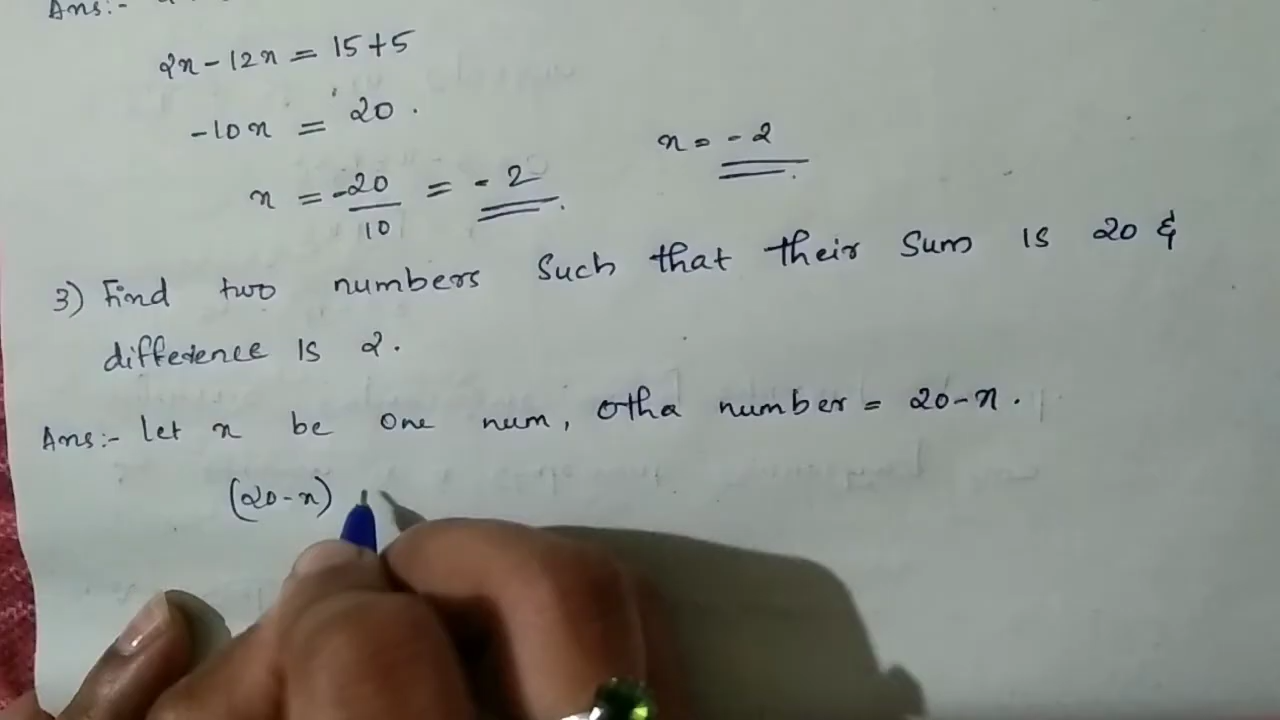 Ans:-
2x - 12x = 15 + 5
-10x = 20.
x = -20/10 = -2.
x = -2.
3) Find two numbers Such that their Sum is 20 &
difference is 2.
Ans:- let x be one num, otha number = 20-x.
(20-x)